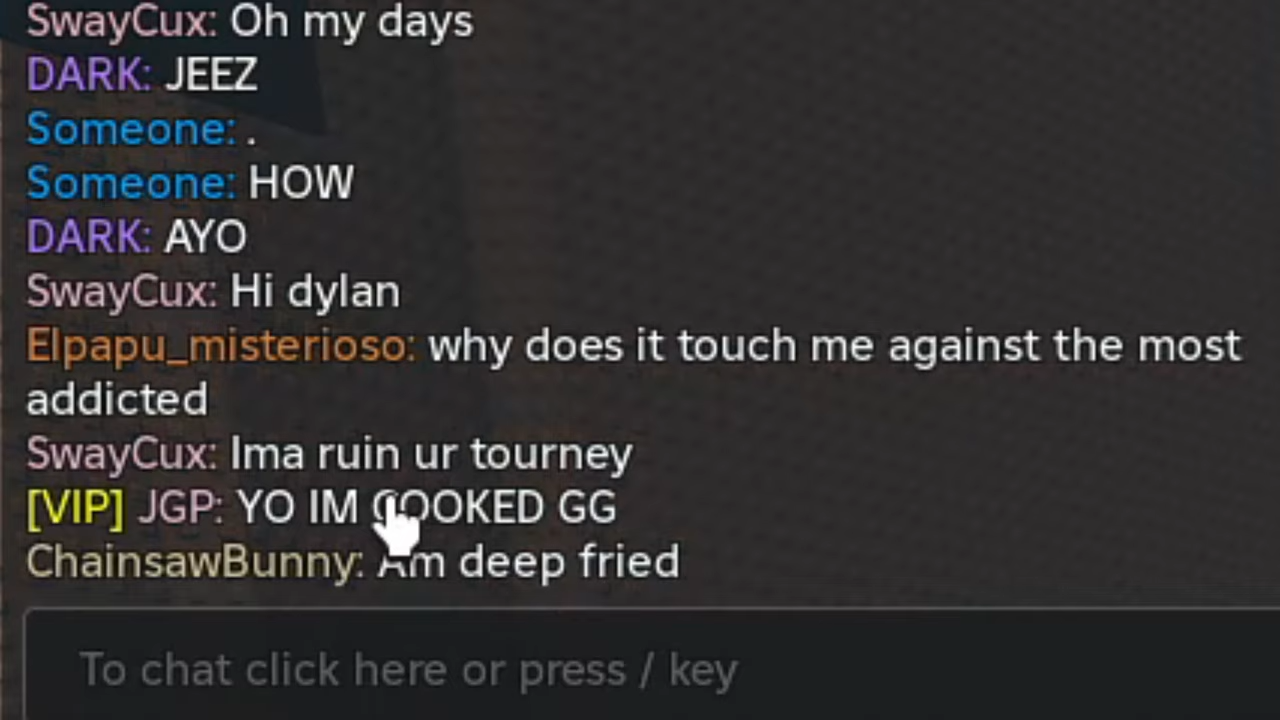 SwayCux: Oh my days
DARK: JEEZ
Someone: .
Someone: HOW
DARK: AYO
SwayCux: Hi dylan
Elpapu_misterioso: why does it touch me against the most
addicted
SwayCux: Ima ruin ur tourney
[VIP] JGP: YO IM COOKED GG
ChainsawBunny: Am deep fried
To chat click here or press / key